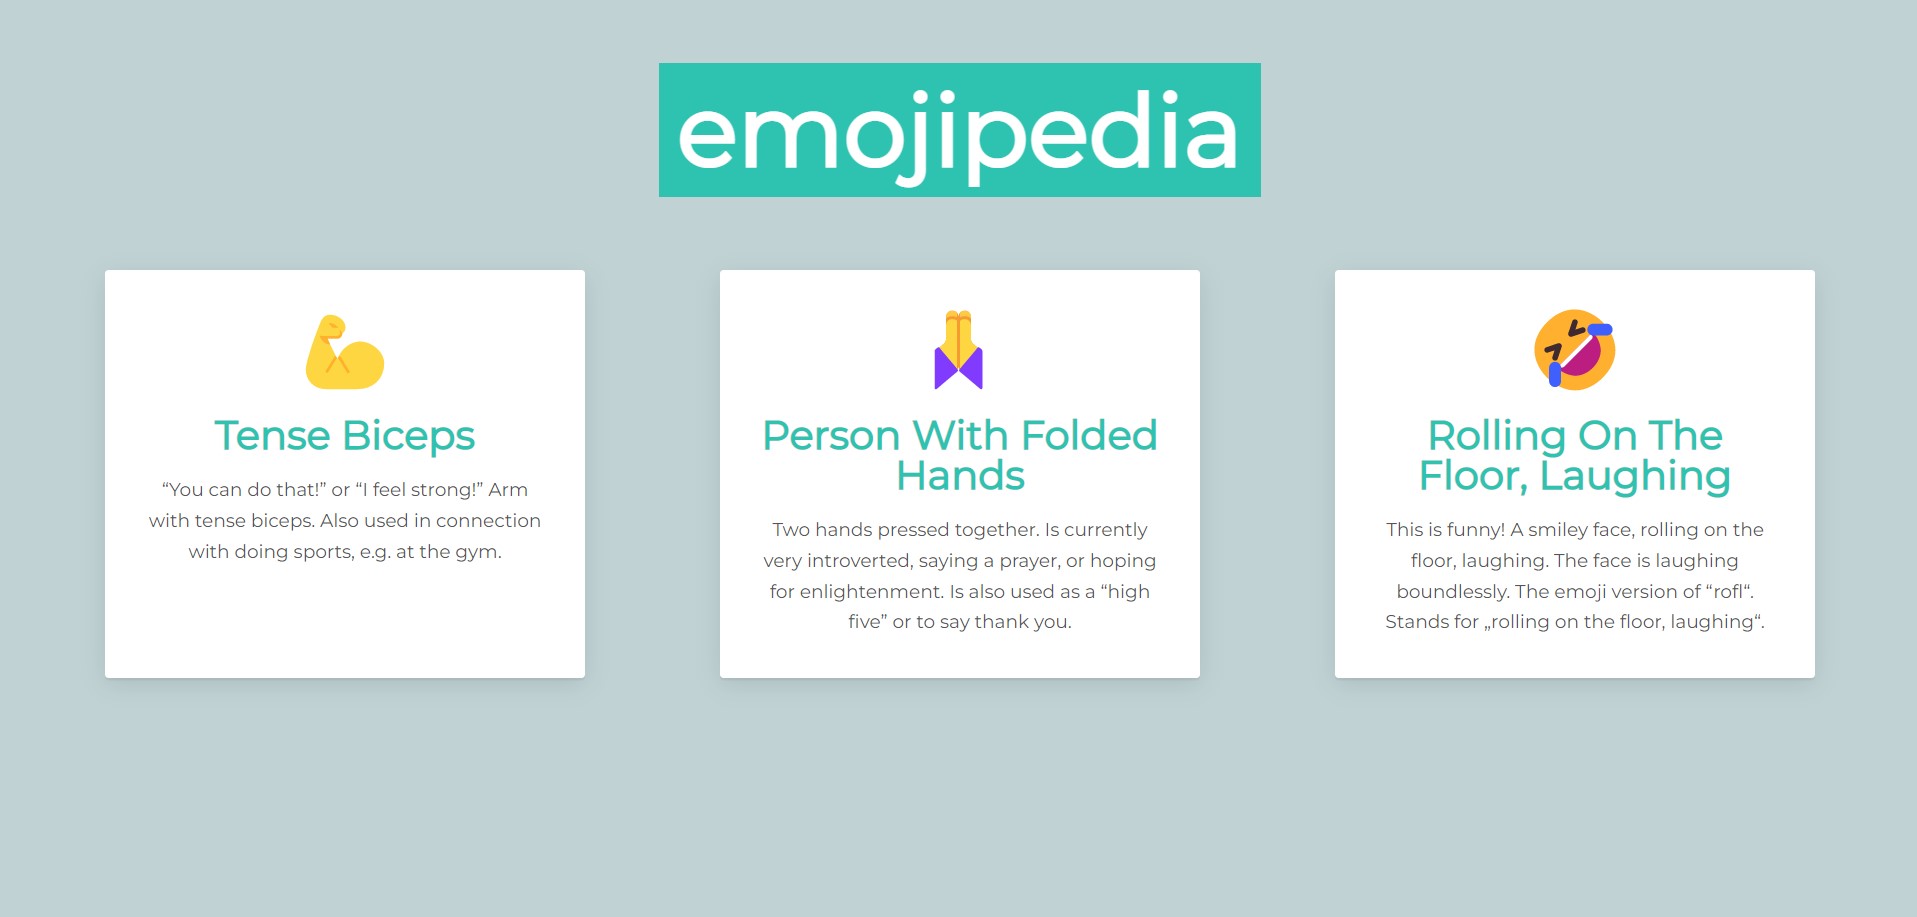 emojipedia
Tense Biceps
“You can do that!” or “I feel strong!” Arm
with tense biceps. Also used in connection
with doing sports, e.g. at the gym.
Person With Folded
Hands
Two hands pressed together. Is currently
very introverted, saying a prayer, or hoping
for enlightenment. Is also used as a “high
five” or to say thank you.
Rolling On The
Floor, Laughing
This is funny! A smiley face, rolling on the
floor, laughing. The face is laughing
boundlessly. The emoji version of “rofl“.
Stands for „rolling on the floor, laughing“.